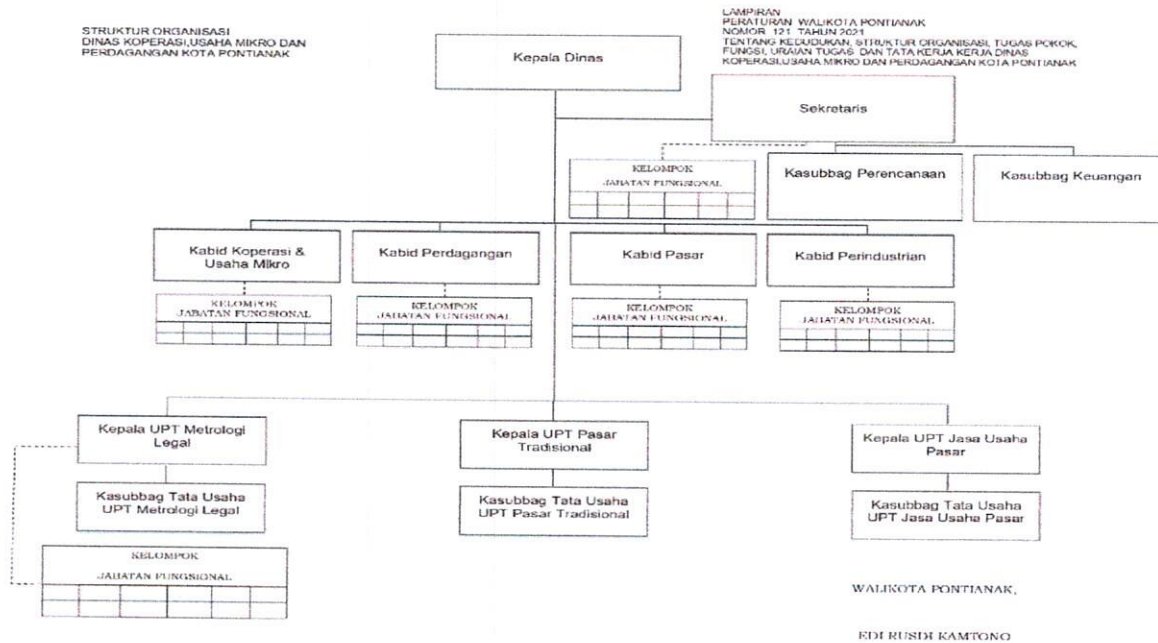 STRUKTUR ORGANISASI
DINAS KOPERASI,USAHA MIKRO DAN
PERDAGANGAN KOTA PONTIANAK
LAMPIRAN
PERATURAN WALIKOTA PONTIANAK
NOMOR 121 TAHUN 2021
TENTANG KEDUDUKAN, STRUKTUR ORGANISASI, TUGAS POKOK,
FUNGSI, URAIAN TUGAS DAN TATA KERJA KERJA DINAS
KOPERASI,USAHA MIKRO DAN PERDAGANGAN KOTA PONTIANAK
Kepala Dinas
Sekretaris
KELOMPOK
JABATAN FUNGSIONAL
Kasubbag Perencanaan
Kasubbag Keuangan
Kabid Koperasi &
Usaha Mikro
Kabid Perdagangan
Kabid Pasar
Kabid Perindustrian
KELOMPOK
JABATAN FUNGSIONAL
KELOMPOK
JABATAN FUNGSIONAL
KELOMPOK
JABATAN FUNGSIONAL
KELOMPOK
JABATAN FUNGSIONAL
Kepala UPT Metrologi
Legal
Kepala UPT Pasar
Tradisional
Kepala UPT Jasa Usaha
Pasar
Kasubbag Tata Usaha
UPT Metrologi Legal
Kasubbag Tata Usaha
UPT Pasar Tradisional
Kasubbag Tata Usaha
UPT Jasa Usaha Pasar
KELOMPOK
JABATAN FUNGSIONAL
WALIKOTA PONTIANAK,
EDI RUSDI KAMTONO